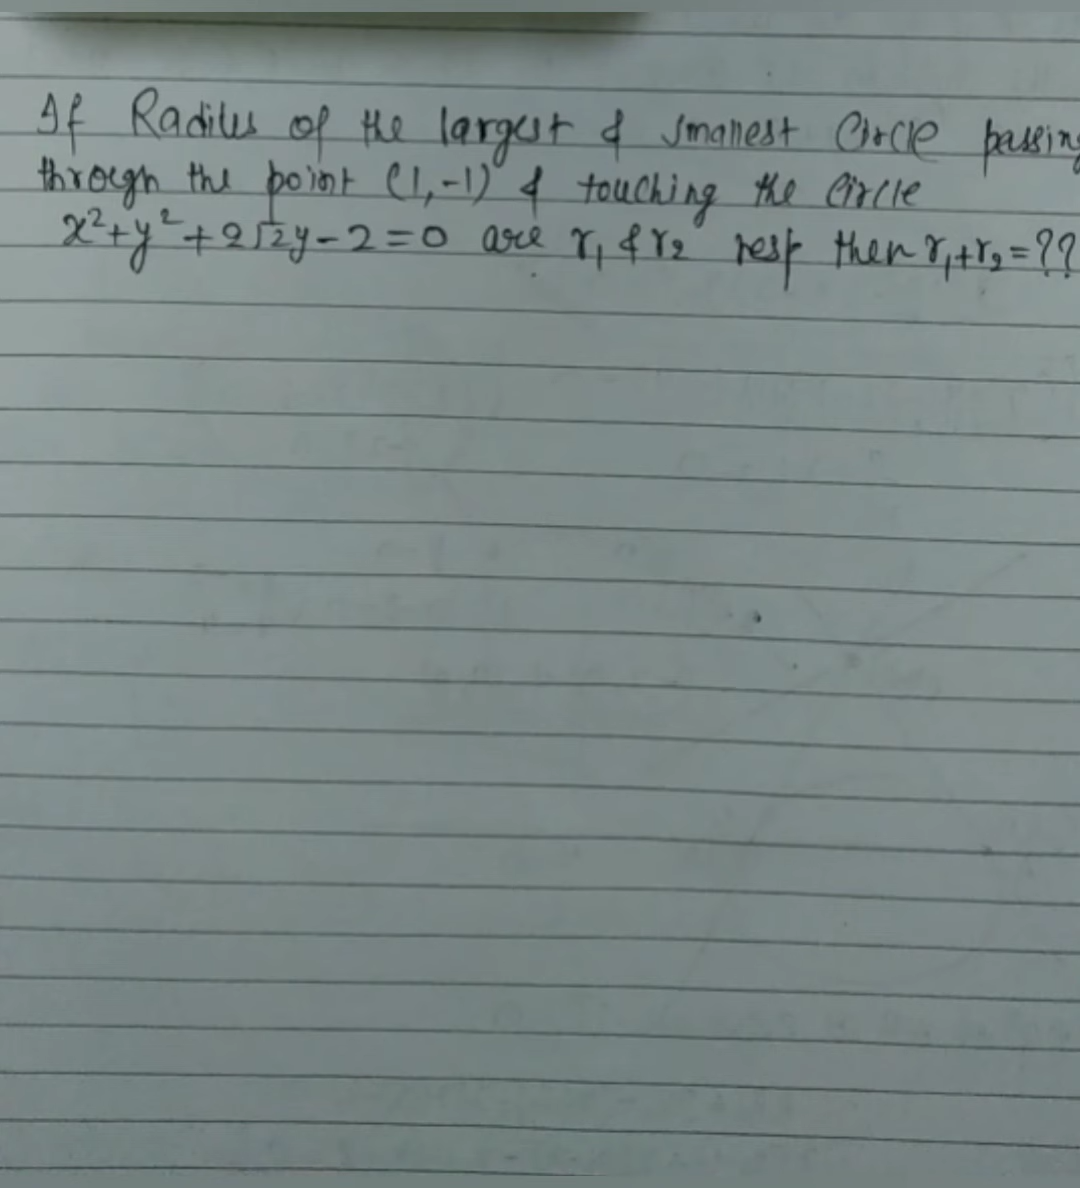 If Radius of the largest & smallest Circle passing
through the point (1,-1) & touching the Circle
x²+y²+2√2y-2=0 are r₁ & r₂ resp then r₁+r₂=??